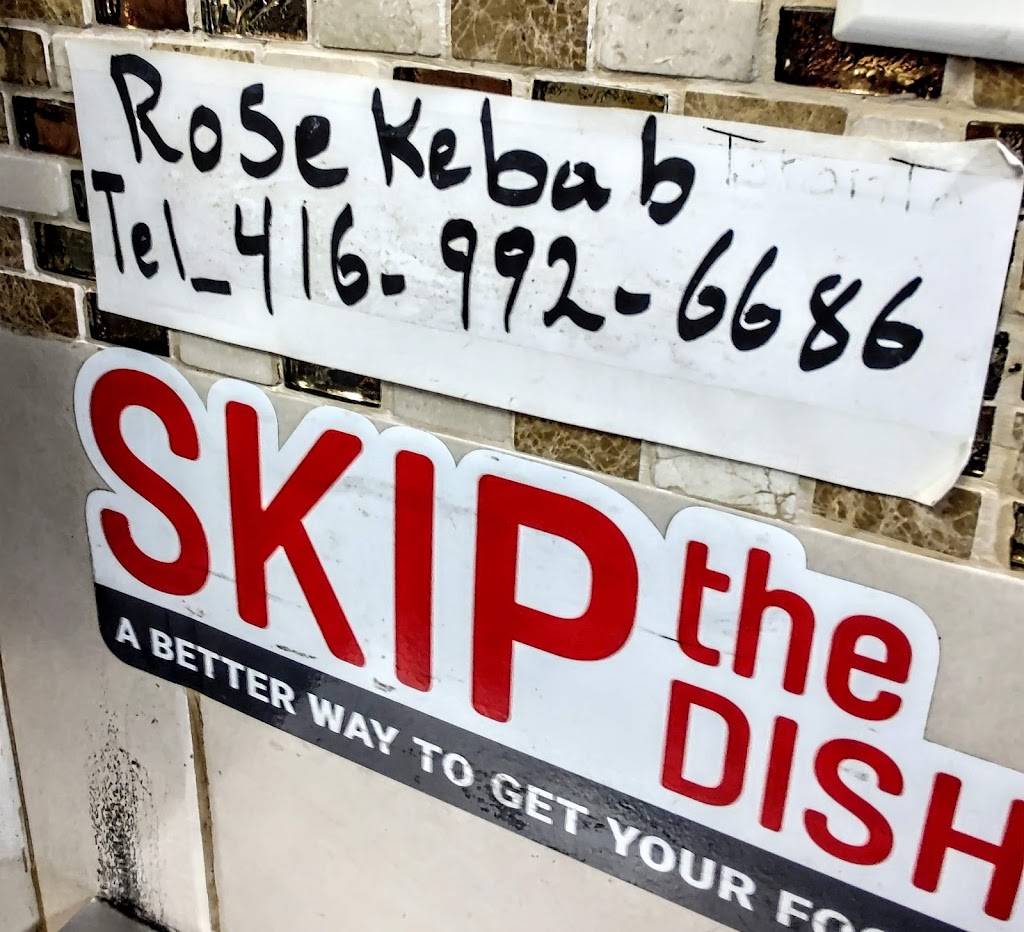 Rose Kebab
Tel_416-992-6686
SKIP the
DISH
A BETTER WAY TO GET YOUR